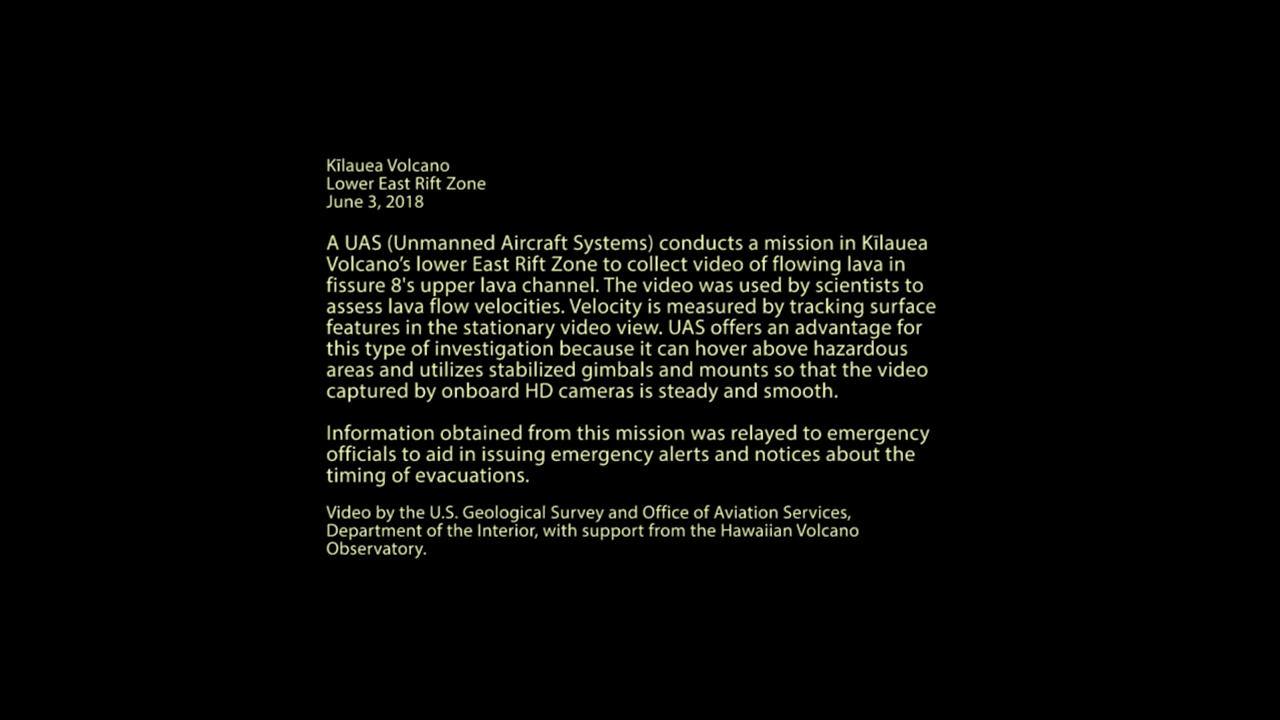 Kīlauea Volcano
Lower East Rift Zone
June 3, 2018
A UAS (Unmanned Aircraft Systems) conducts a mission in Kīlauea
Volcano’s lower East Rift Zone to collect video of flowing lava in
fissure 8's upper lava channel. The video was used by scientists to
assess lava flow velocities. Velocity is measured by tracking surface
features in the stationary video view. UAS offers an advantage for
this type of investigation because it can hover above hazardous
areas and utilizes stabilized gimbals and mounts so that the video
captured by onboard HD cameras is steady and smooth.
Information obtained from this mission was relayed to emergency
officials to aid in issuing emergency alerts and notices about the
timing of evacuations.
Video by the U.S. Geological Survey and Office of Aviation Services,
Department of the Interior, with support from the Hawaiian Volcano
Observatory.